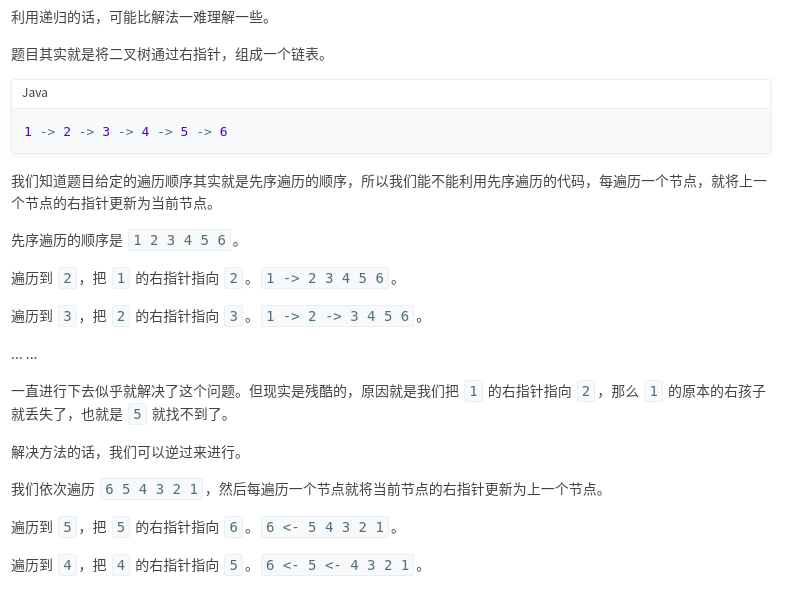 利用递归的话，可能比解法一难理解一些。
题目其实就是将二叉树通过右指针，组成一个链表。
Java
1 -> 2 -> 3 -> 4 -> 5 -> 6
我们知道题目给定的遍历顺序其实就是先序遍历的顺序，所以我们能不能利用先序遍历的代码，每遍历一个节点，就将上一
个节点的右指针更新为当前节点。
先序遍历的顺序是 1 2 3 4 5 6。
遍历到 2，把 1 的右指针指向 2。1 -> 2 3 4 5 6。
遍历到 3，把 2 的右指针指向 3。1 -> 2 -> 3 4 5 6。
... ...
一直进行下去似乎就解决了这个问题。但现实是残酷的，原因就是我们把 1 的右指针指向 2，那么 1 的原本的右孩子
就丢失了，也就是 5 就找不到了。
解决方法的话，我们可以逆过来进行。
我们依次遍历 6 5 4 3 2 1，然后每遍历一个节点就将当前节点的右指针更新为上一个节点。
遍历到 5，把 5 的右指针指向 6。6 <- 5 4 3 2 1。
遍历到 4，把 4 的右指针指向 5。6 <- 5 <- 4 3 2 1。